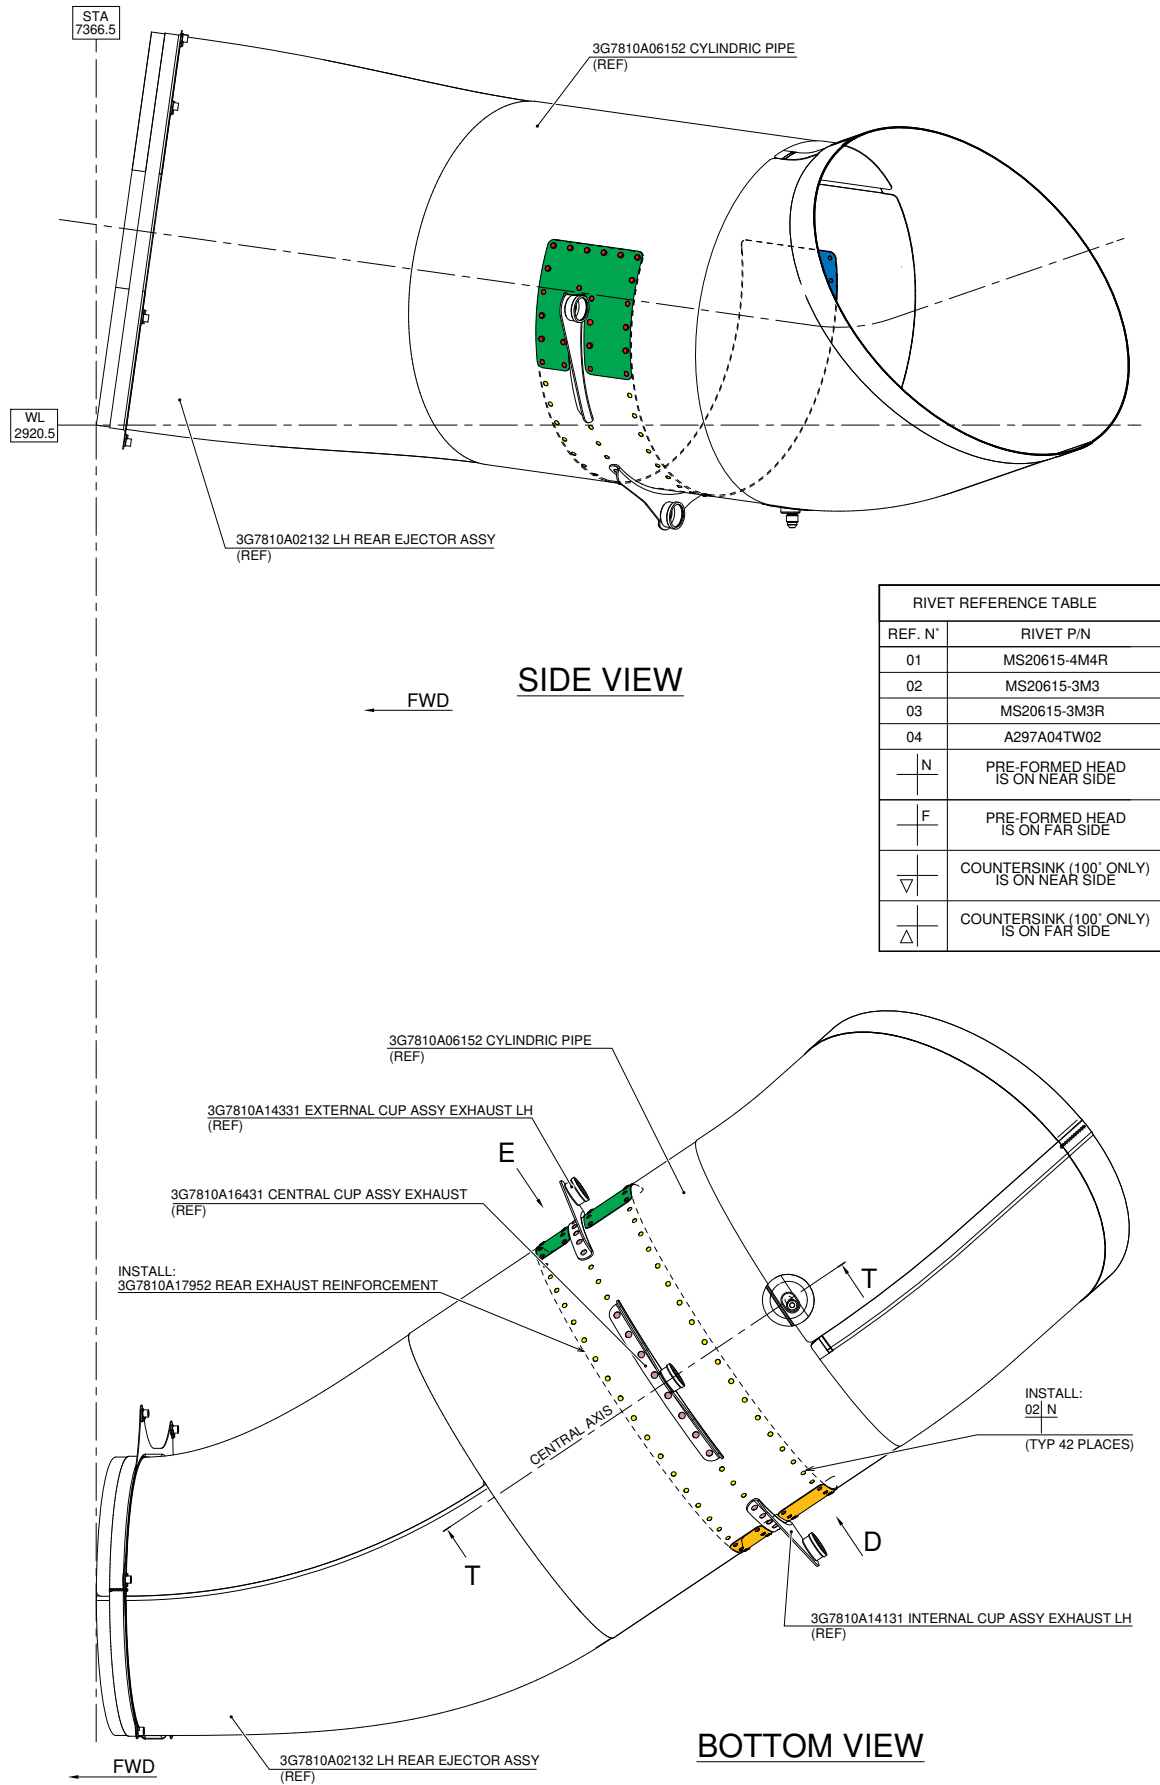 STA
7366.5
3G7810A06152 CYLINDRIC PIPE
(REF)
WL
2920.5
3G7810A02132 LH REAR EJECTOR ASSY
(REF)
SIDE VIEW
FWD
RIVET REFERENCE TABLE
REF. N° RIVET P/N
01 MS20615-4M4R
02 MS20615-3M3
03 MS20615-3M3R
04 A297A04TW02
N PRE-FORMED HEAD
IS ON NEAR SIDE
F PRE-FORMED HEAD
IS ON FAR SIDE
COUNTERSINK (100° ONLY)
IS ON NEAR SIDE
COUNTERSINK (100° ONLY)
IS ON FAR SIDE
3G7810A06152 CYLINDRIC PIPE
(REF)
3G7810A14331 EXTERNAL CUP ASSY EXHAUST LH
(REF)
E
3G7810A16431 CENTRAL CUP ASSY EXHAUST
(REF)
INSTALL:
3G7810A17952 REAR EXHAUST REINFORCEMENT
T
CENTRAL AXIS
INSTALL:
02 N
(TYP 42 PLACES)
D
T
3G7810A14131 INTERNAL CUP ASSY EXHAUST LH
(REF)
BOTTOM VIEW
3G7810A02132 LH REAR EJECTOR ASSY
(REF)
FWD